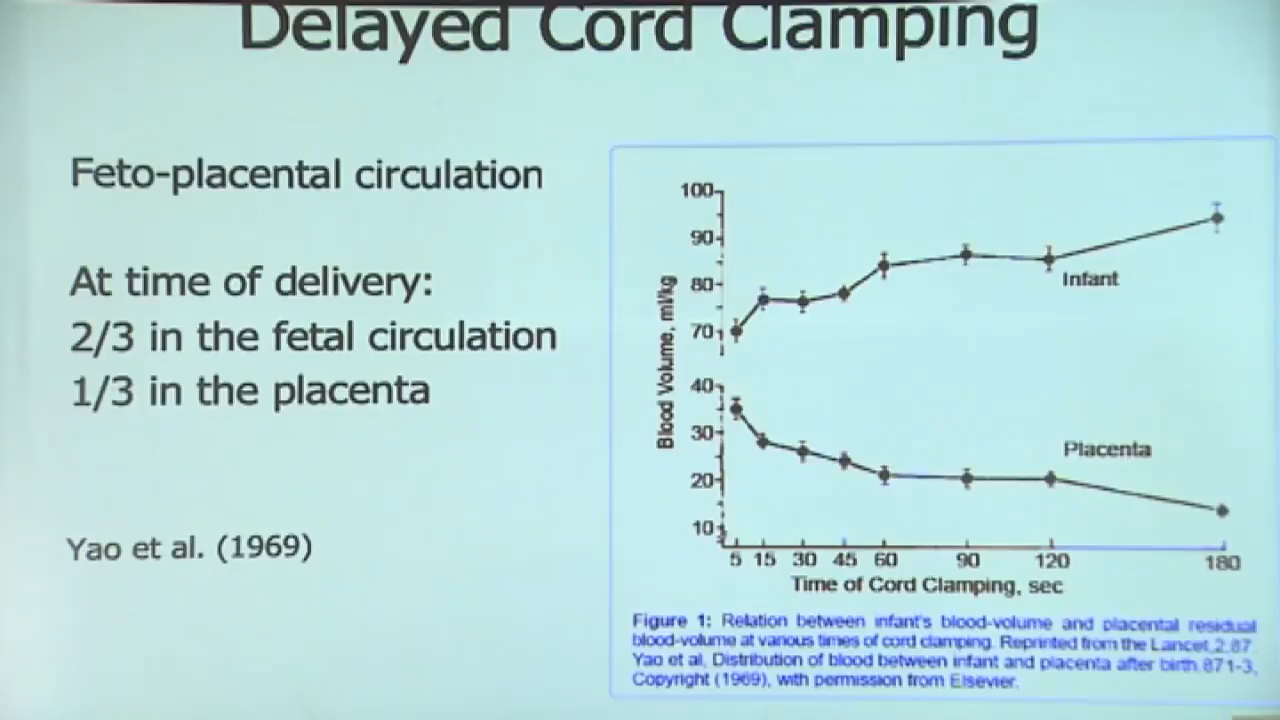 Delayed Cord Clamping
Feto-placental circulation
At time of delivery:
2/3 in the fetal circulation
1/3 in the placenta
Yao et al. (1969)
100
90
80
70
40
30
20
10
Blood Volume, ml/kg
Infant
Placenta
5 15 30 45 60 90 120 180
Time of Cord Clamping, sec
Figure 1: Relation between infant's blood-volume and placental residual
blood-volume at various times of cord clamping. Reprinted from the Lancet,2:87
Yao et al, Distribution of blood between infant and placenta after birth.871-3,
Copyright (1969), with permission from Elsevier.